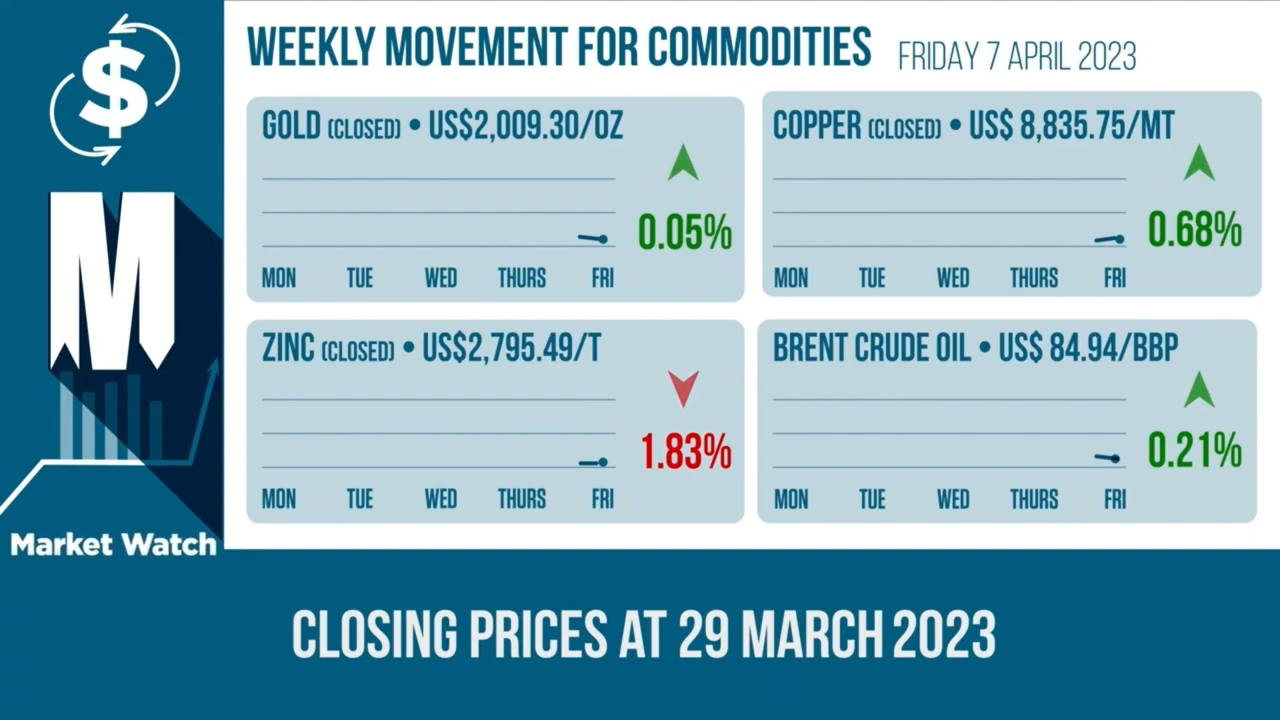 WEEKLY MOVEMENT FOR COMMODITIES FRIDAY 7 APRIL 2023
GOLD (CLOSED) • US$2,009.30/OZ
0.05%
MON TUE WED THURS FRI
COPPER (CLOSED) • US$ 8,835.75/MT
0.68%
MON TUE WED THURS FRI
ZINC (CLOSED) • US$2,795.49/T
1.83%
MON TUE WED THURS FRI
BRENT CRUDE OIL • US$ 84.94/BBP
0.21%
MON TUE WED THURS FRI
$
M
Market Watch
CLOSING PRICES AT 29 MARCH 2023